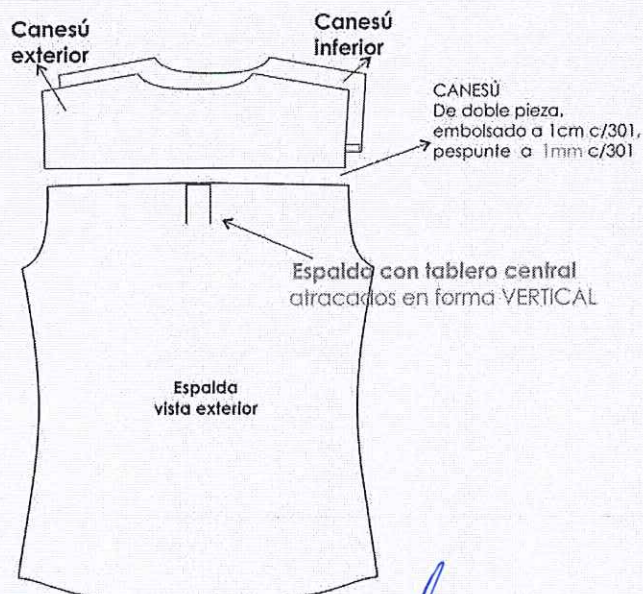 Canesú
exterior
Canesú
inferior
CANESÚ
De doble pieza,
embolsado a 1cm c/301,
pespunte a 1mm c/301
Espalda con tablero central
atracados en forma VERTICAL
Espalda
vista exterior